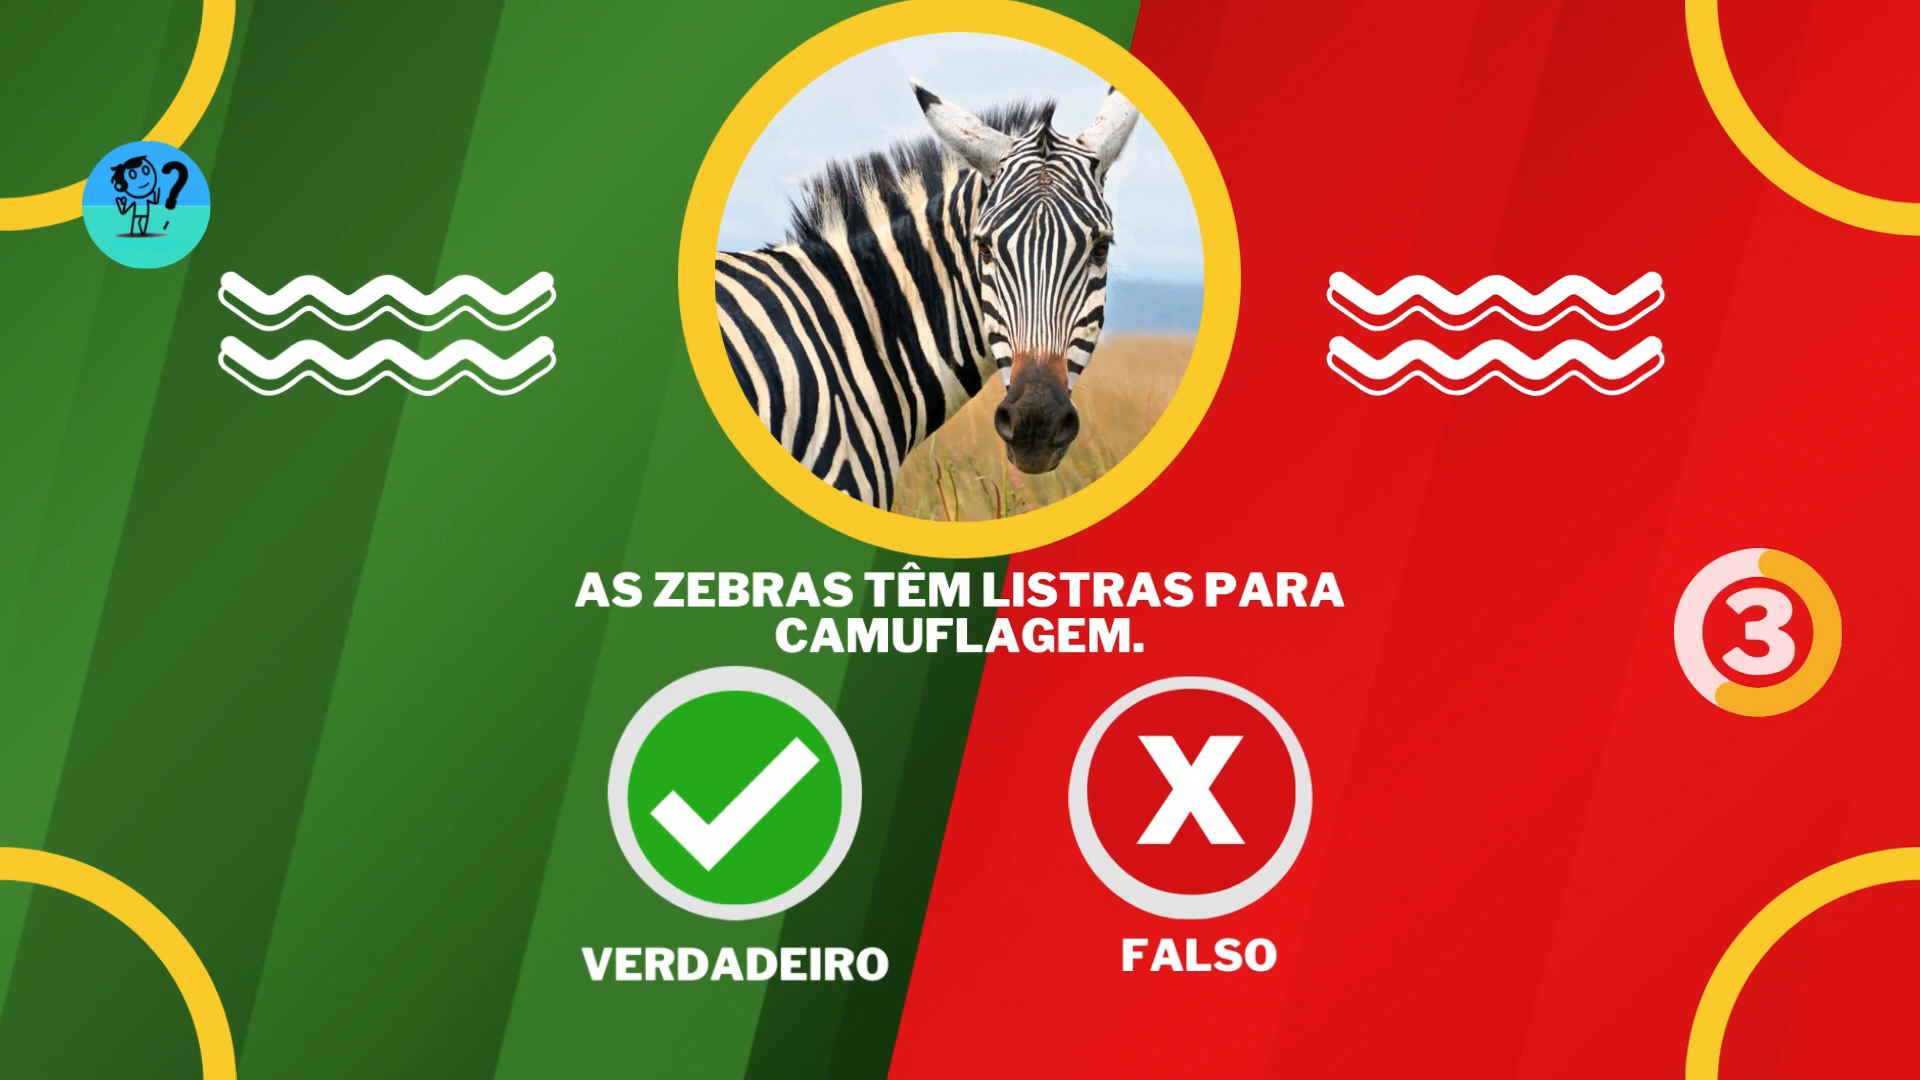 ?
AS ZEBRAS TÊM LISTRAS PARA
CAMUFLAGEM.
3
X
VERDADEIRO
FALSO